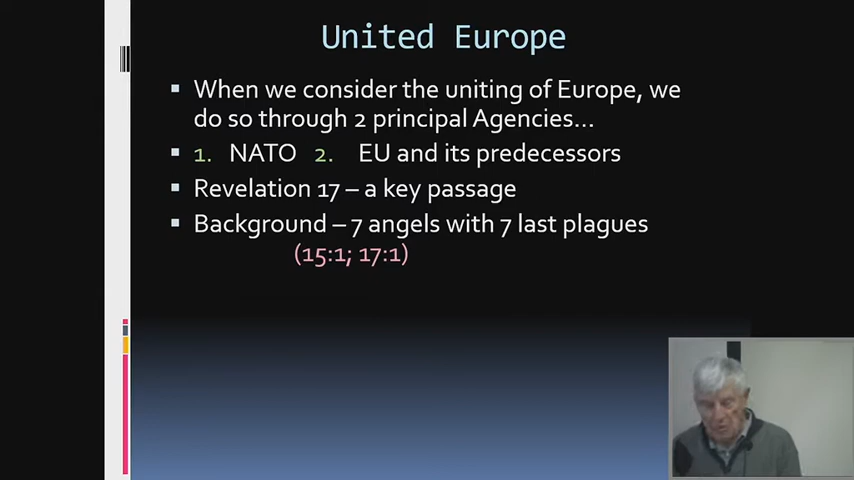 United Europe
When we consider the uniting of Europe, we
do so through 2 principal Agencies...
1. NATO 2. EU and its predecessors
Revelation 17 – a key passage
Background – 7 angels with 7 last plagues
(15:1; 17:1)